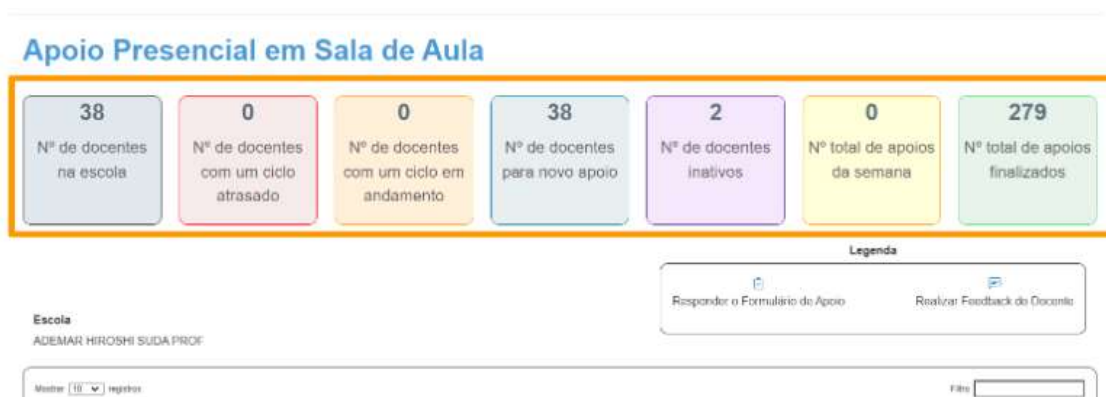 Apoio Presencial em Sala de Aula
38
Nº de docentes
na escola
0
Nº de docentes
com um ciclo
atrasado
0
Nº de docentes
com um ciclo em
andamento
38
Nº de docentes
para novo apoio
2
Nº de docentes
inativos
0
Nº total de apoios
da semana
279
Nº total de apoios
finalizados
Legenda
Responder o Formulário de Apoio
Realizar Feedback do Docente
Escola
ADEMAR HIROSHI SUDA PROF
Mostrar 10 registros
Filtro